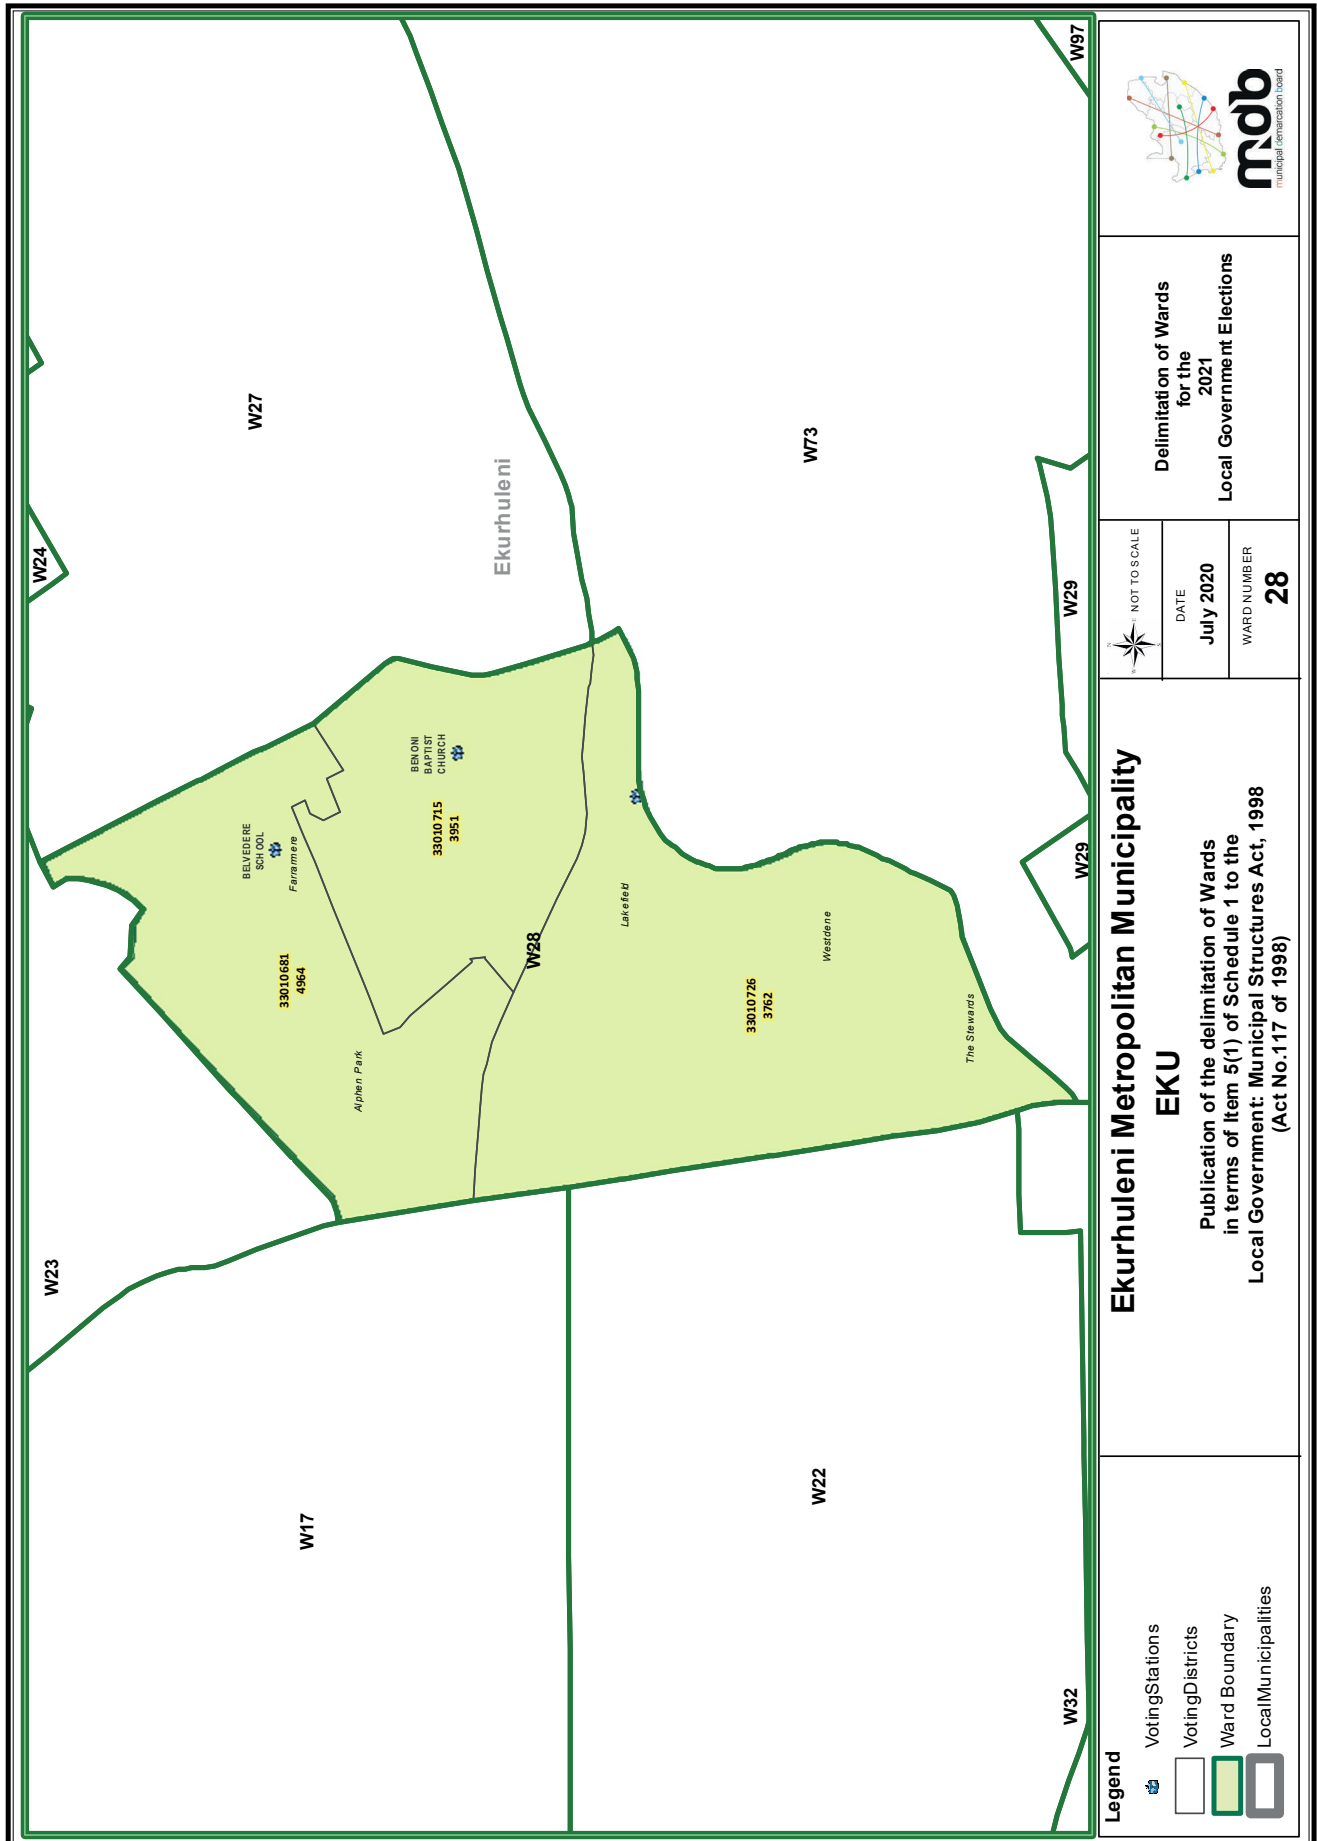 W23
W24
W27
W97
W17
W22
W73
W29
W29
W32
Ekurhuleni
BELVEDERE
SCHOOL
Farrarmere
33010681
4964
Alphen Park
BENONI
BAPTIST
CHURCH
33010715
3951
W28
Lakefield
Westdene
33010726
3762
The Stewards
Legend
VotingStations
VotingDistricts
Ward Boundary
LocalMunicipalities
Ekurhuleni Metropolitan Municipality
EKU
Publication of the delimitation of Wards
in terms of Item 5(1) of Schedule 1 to the
Local Government: Municipal Structures Act, 1998
(Act No.117 of 1998)
N
W E
S
NOT TO SCALE
DATE
July 2020
WARD NUMBER
28
Delimitation of Wards
for the
2021
Local Government Elections
mdb
municipal demarcation board